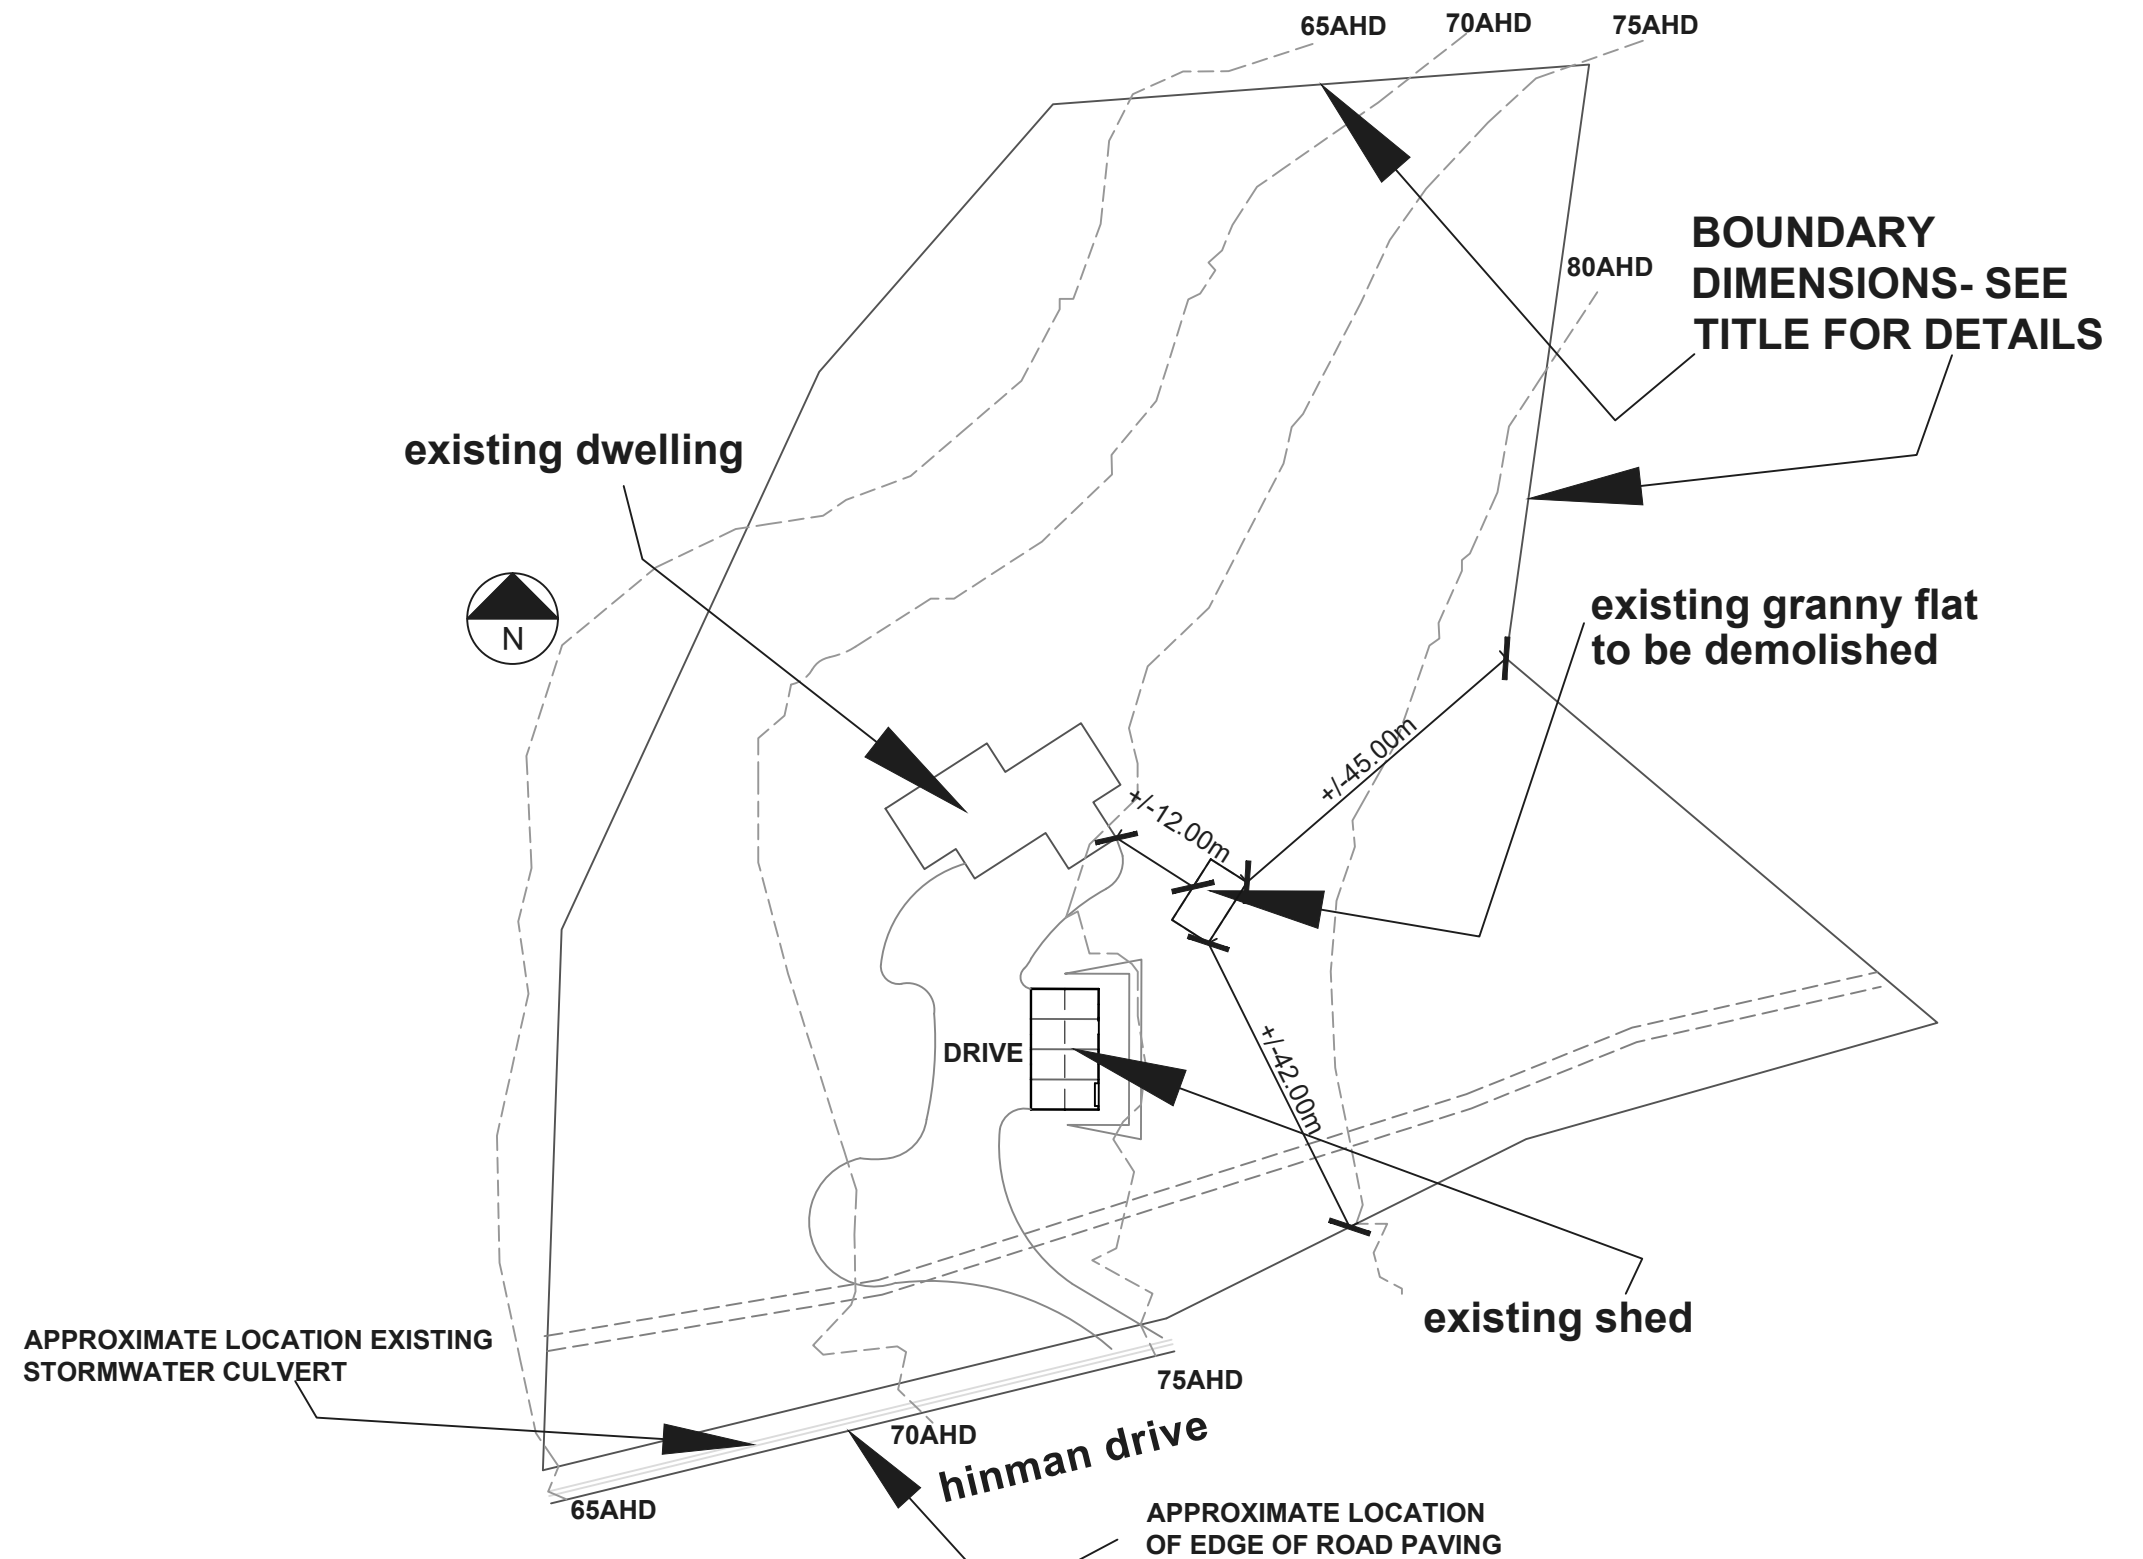 65AHD
70AHD
75AHD
BOUNDARY
DIMENSIONS- SEE
TITLE FOR DETAILS
80AHD
existing dwelling
N
existing granny flat
to be demolished
+/-45.00m
+/-12.00m
DRIVE
+/-42.00m
existing shed
APPROXIMATE LOCATION EXISTING
STORMWATER CULVERT
75AHD
70AHD
hinman drive
65AHD
APPROXIMATE LOCATION
OF EDGE OF ROAD PAVING